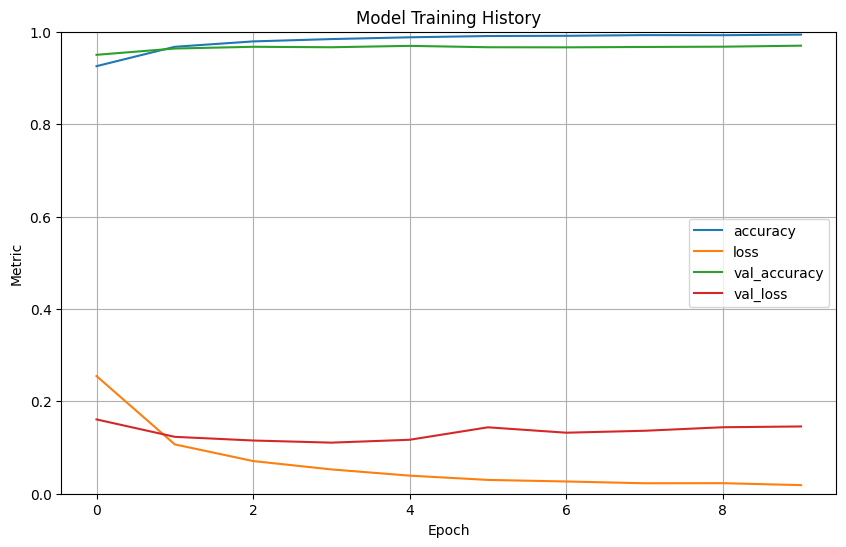 Model Training History
1.0
0.8
0.6
0.4
0.2
0.0
Metric
accuracy
loss
val_accuracy
val_loss
0
2
4
6
8
Epoch